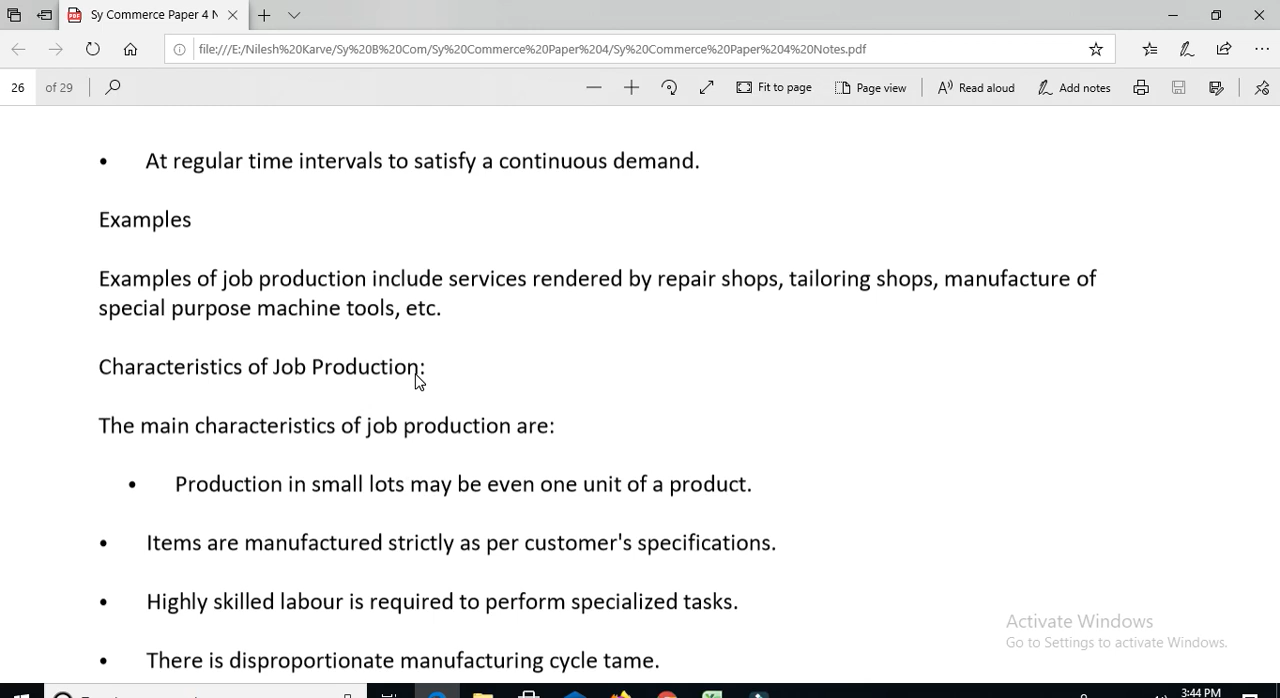 Sy Commerce Paper 4 N
file:///E:/Nilesh%20Karve/Sy%20B%20Com/Sy%20Commerce%20Paper%204/Sy%20Commerce%20Paper%204%20Notes.pdf
26 of 29 Fit to page Page view Read aloud Add notes
• At regular time intervals to satisfy a continuous demand.
Examples
Examples of job production include services rendered by repair shops, tailoring shops, manufacture of
special purpose machine tools, etc.
Characteristics of Job Production:
The main characteristics of job production are:
• Production in small lots may be even one unit of a product.
• Items are manufactured strictly as per customer's specifications.
• Highly skilled labour is required to perform specialized tasks.
• There is disproportionate manufacturing cycle tame.
Activate Windows
Go to Settings to activate Windows.
3:44 PM